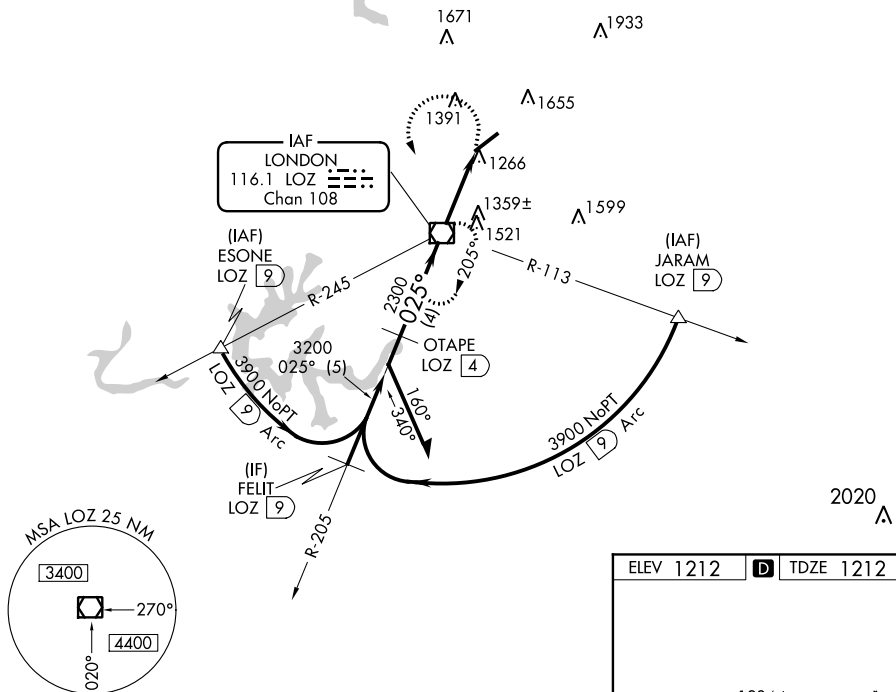 1671
1933
1391
1655
IAF
LONDON
116.1 LOZ
Chan 108
1266
1359±
1521
1599
(IAF)
ESONE
LOZ 9
R-245
205°
R-113
(IAF)
JARAM
LOZ 9
2300
025°
(4)
OTAPE
LOZ 4
3200
025° (5)
3900 NoPT
LOZ 9 Arc
160°
340°
3900 NoPT
LOZ 9 Arc
(IF)
FELIT
LOZ 9
R-205
2020
MSA LOZ 25 NM
3400
270°
4400
020°
ELEV 1212 D TDZE 1212